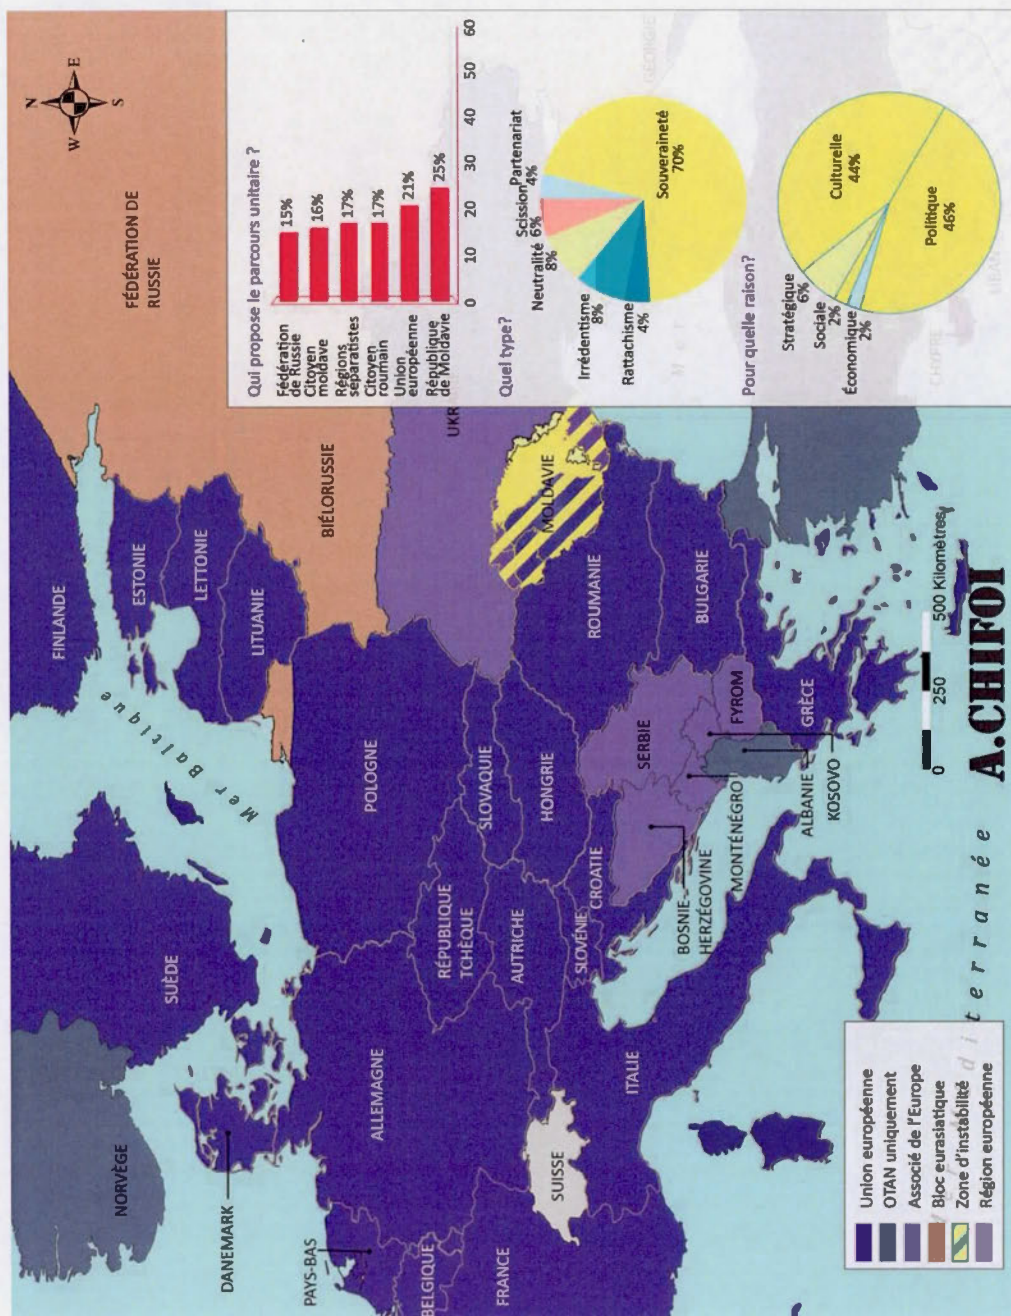 N
W
E
S
FÉDÉRATION DE
RUSSIE
FINLANDE
NORVÈGE
SUÈDE
ESTONIE
LETTONIE
LITUANIE
Mer Baltique
DANEMARK
BIÉLORUSSIE
PAYS-BAS
BELGIQUE
ALLEMAGNE
POLOGNE
UKR
RÉPUBLIQUE
TCHÈQUE
SLOVAQUIE
FRANCE
SUISSE
AUTRICHE
HONGRIE
MOLDAVIE
SLOVÉNIE
CROATIE
ROUMANIE
ITALIE
BOSNIE-
HERZÉGOVINE
SERBIE
BULGARIE
MONTÉNÉGRO
FYROM
ALBANIE
KOSOVO
GRÈCE
Qui propose le parcours unitaire ?
Fédération
de Russie
15%
Citoyen
moldave
16%
Régions
séparatistes
17%
Citoyen
roumain
17%
Union
européenne
21%
République
de Moldavie
25%
0 10 20 30 40 50 60
Quel type?
Partenariat
4%
Scission
6%
Neutralité
8%
Irrédentisme
8%
Rattachisme
4%
Souveraineté
70%
Pour quelle raison?
Culturelle
44%
Stratégique
6%
Sociale
2%
Économique
2%
Politique
46%
GÉORGIE
LIBAN
CHYPRE
Union européenne
OTAN uniquement
Associé de l'Europe
Bloc eurasiatique
Zone d'instabilité
Région européenne
0 250 500 Kilomètres
terranée
A.CHIFOI